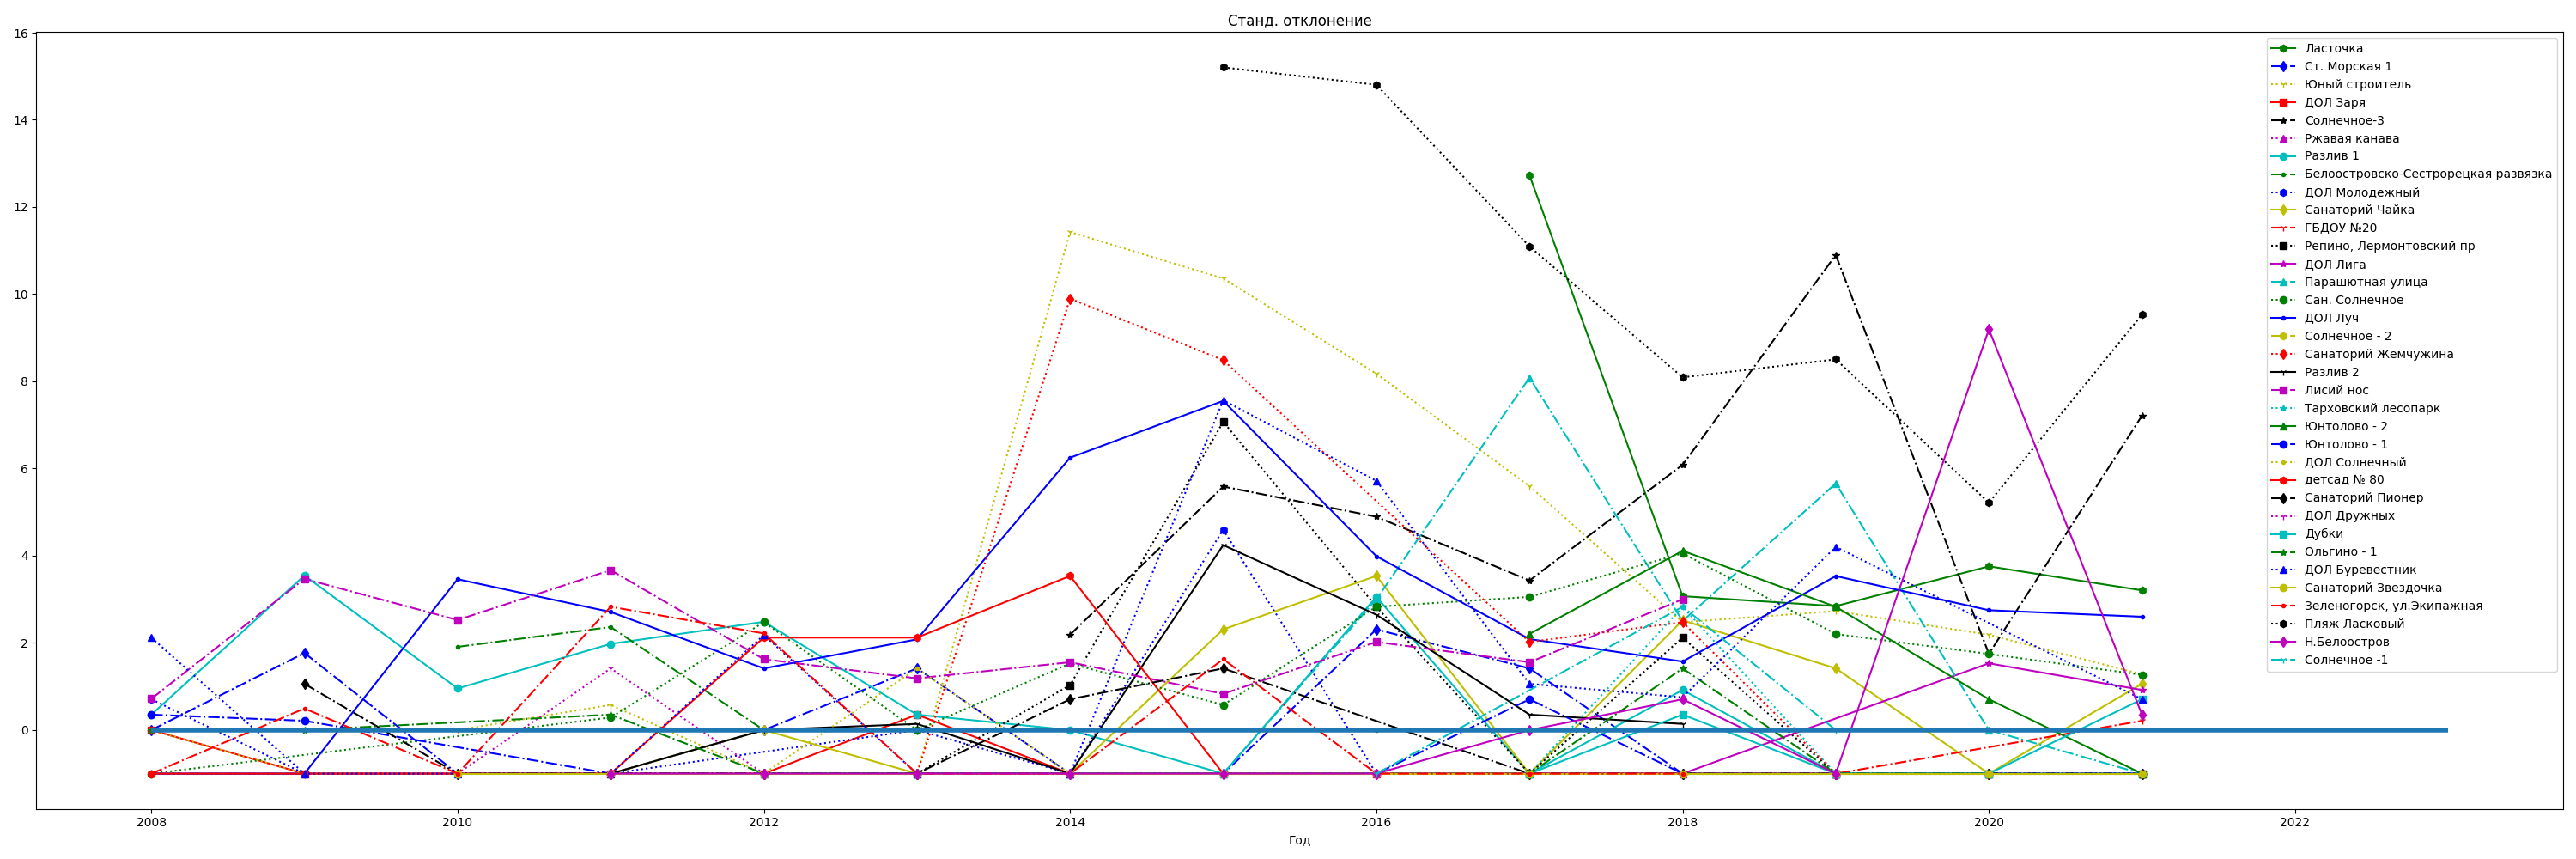 Станд. отклонение
16
14
12
10
8
6
4
2
0
2008
2010
2012
2014
2016
2018
2020
2022
Год
Ласточка
Ст. Морская 1
Юный строитель
ДОЛ Заря
Солнечное-3
Ржавая канава
Разлив 1
Белоостровско-Сестрорецкая развязка
ДОЛ Молодежный
Санаторий Чайка
ГБДОУ №20
Репино, Лермонтовский пр
ДОЛ Лига
Парашютная улица
Сан. Солнечное
ДОЛ Луч
Солнечное - 2
Санаторий Жемчужина
Разлив 2
Лисий нос
Тарховский лесопарк
Юнтолово - 2
Юнтолово - 1
ДОЛ Солнечный
детсад № 80
Санаторий Пионер
ДОЛ Дружных
Дубки
Ольгино - 1
ДОЛ Буревестник
Санаторий Звездочка
Зеленогорск, ул.Экипажная
Пляж Ласковый
Н.Белоостров
Солнечное -1